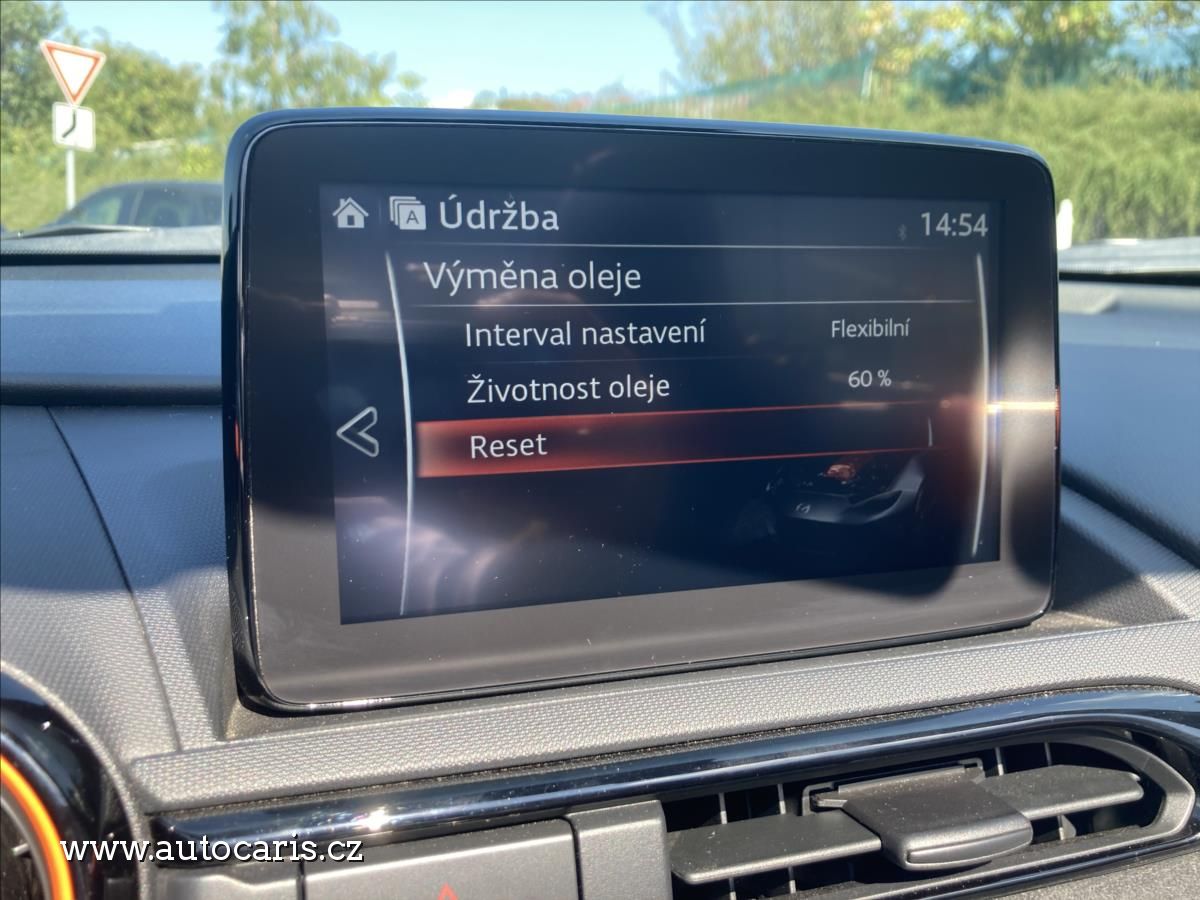 A Údržba 14:54
Výměna oleje
Interval nastavení Flexibilní
Životnost oleje 60 %
Reset
www.autocaris.cz